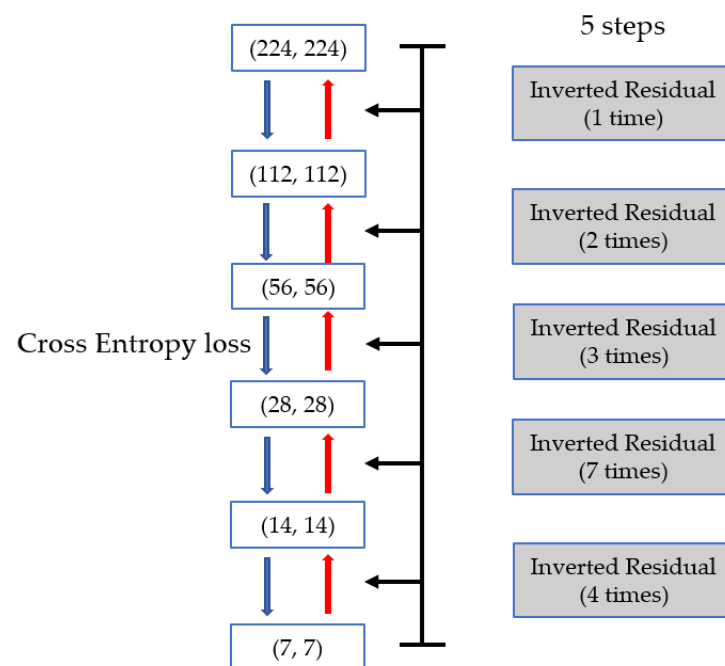 5 steps
(224, 224)
Inverted Residual
(1 time)
(112, 112)
Inverted Residual
(2 times)
(56, 56)
Cross Entropy loss
Inverted Residual
(3 times)
(28, 28)
Inverted Residual
(7 times)
(14, 14)
Inverted Residual
(4 times)
(7, 7)